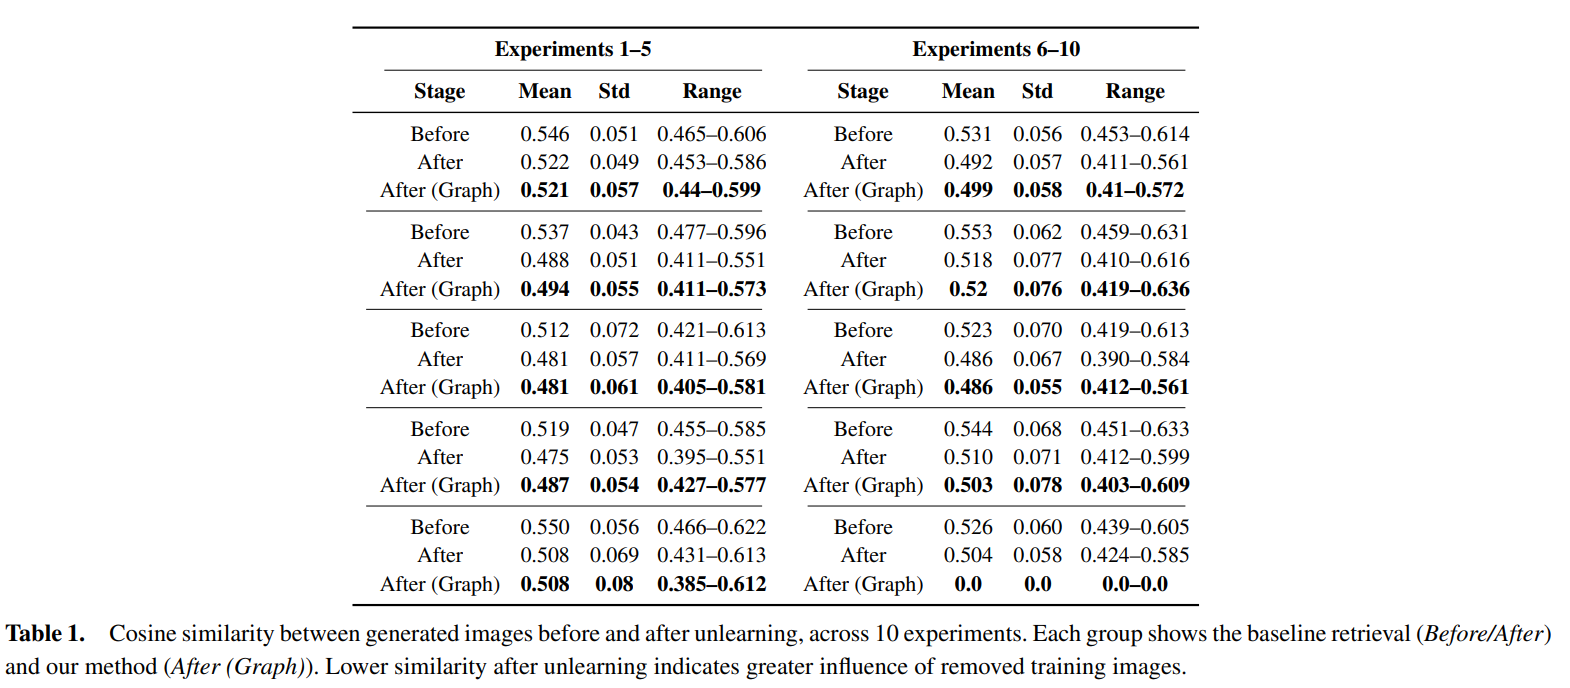 Experiments 1–5 Experiments 6–10
Stage Mean Std Range Stage Mean Std Range
Before 0.546 0.051 0.465–0.606 Before 0.531 0.056 0.453–0.614
After 0.522 0.049 0.453–0.586 After 0.492 0.057 0.411–0.561
After (Graph) 0.521 0.057 0.44–0.599 After (Graph) 0.499 0.058 0.41–0.572
Before 0.537 0.043 0.477–0.596 Before 0.553 0.062 0.459–0.631
After 0.488 0.051 0.411–0.551 After 0.518 0.077 0.410–0.616
After (Graph) 0.494 0.055 0.411–0.573 After (Graph) 0.52 0.076 0.419–0.636
Before 0.512 0.072 0.421–0.613 Before 0.523 0.070 0.419–0.613
After 0.481 0.057 0.411–0.569 After 0.486 0.067 0.390–0.584
After (Graph) 0.481 0.061 0.405–0.581 After (Graph) 0.486 0.055 0.412–0.561
Before 0.519 0.047 0.455–0.585 Before 0.544 0.068 0.451–0.633
After 0.475 0.053 0.395–0.551 After 0.510 0.071 0.412–0.599
After (Graph) 0.487 0.054 0.427–0.577 After (Graph) 0.503 0.078 0.403–0.609
Before 0.550 0.056 0.466–0.622 Before 0.526 0.060 0.439–0.605
After 0.508 0.069 0.431–0.613 After 0.504 0.058 0.424–0.585
After (Graph) 0.508 0.08 0.385–0.612 After (Graph) 0.0 0.0 0.0–0.0
Table 1. Cosine similarity between generated images before and after unlearning, across 10 experiments. Each group shows the baseline retrieval (Before/After)
and our method (After (Graph)). Lower similarity after unlearning indicates greater influence of removed training images.